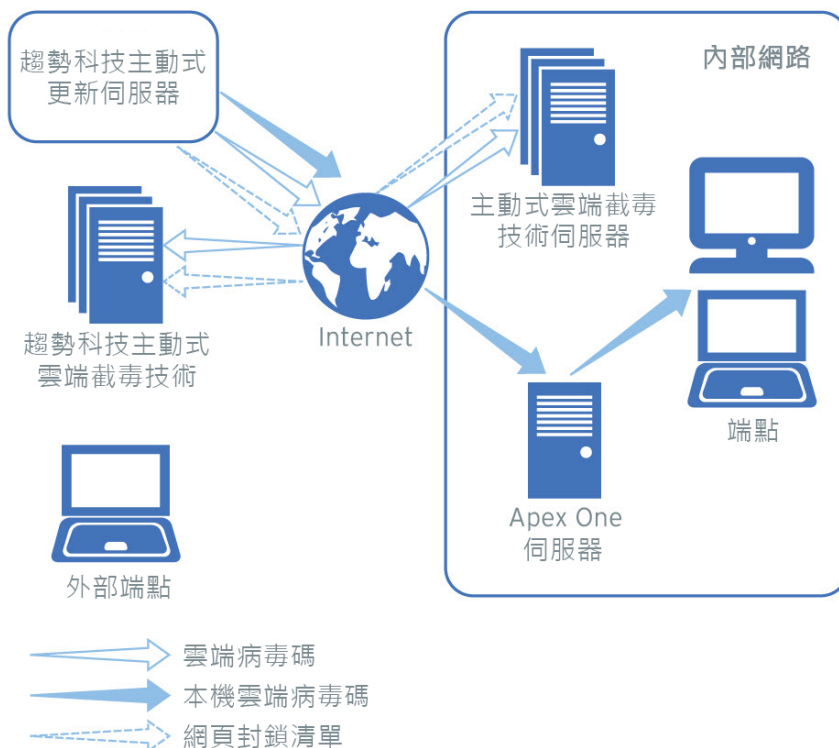 趨勢科技主動式
更新伺服器
內部網路
主動式雲端截毒
技術伺服器
Internet
趨勢科技主動式
雲端截毒技術
端點
Apex One
伺服器
外部端點
雲端病毒碼
本機雲端病毒碼
網頁封鎖清單